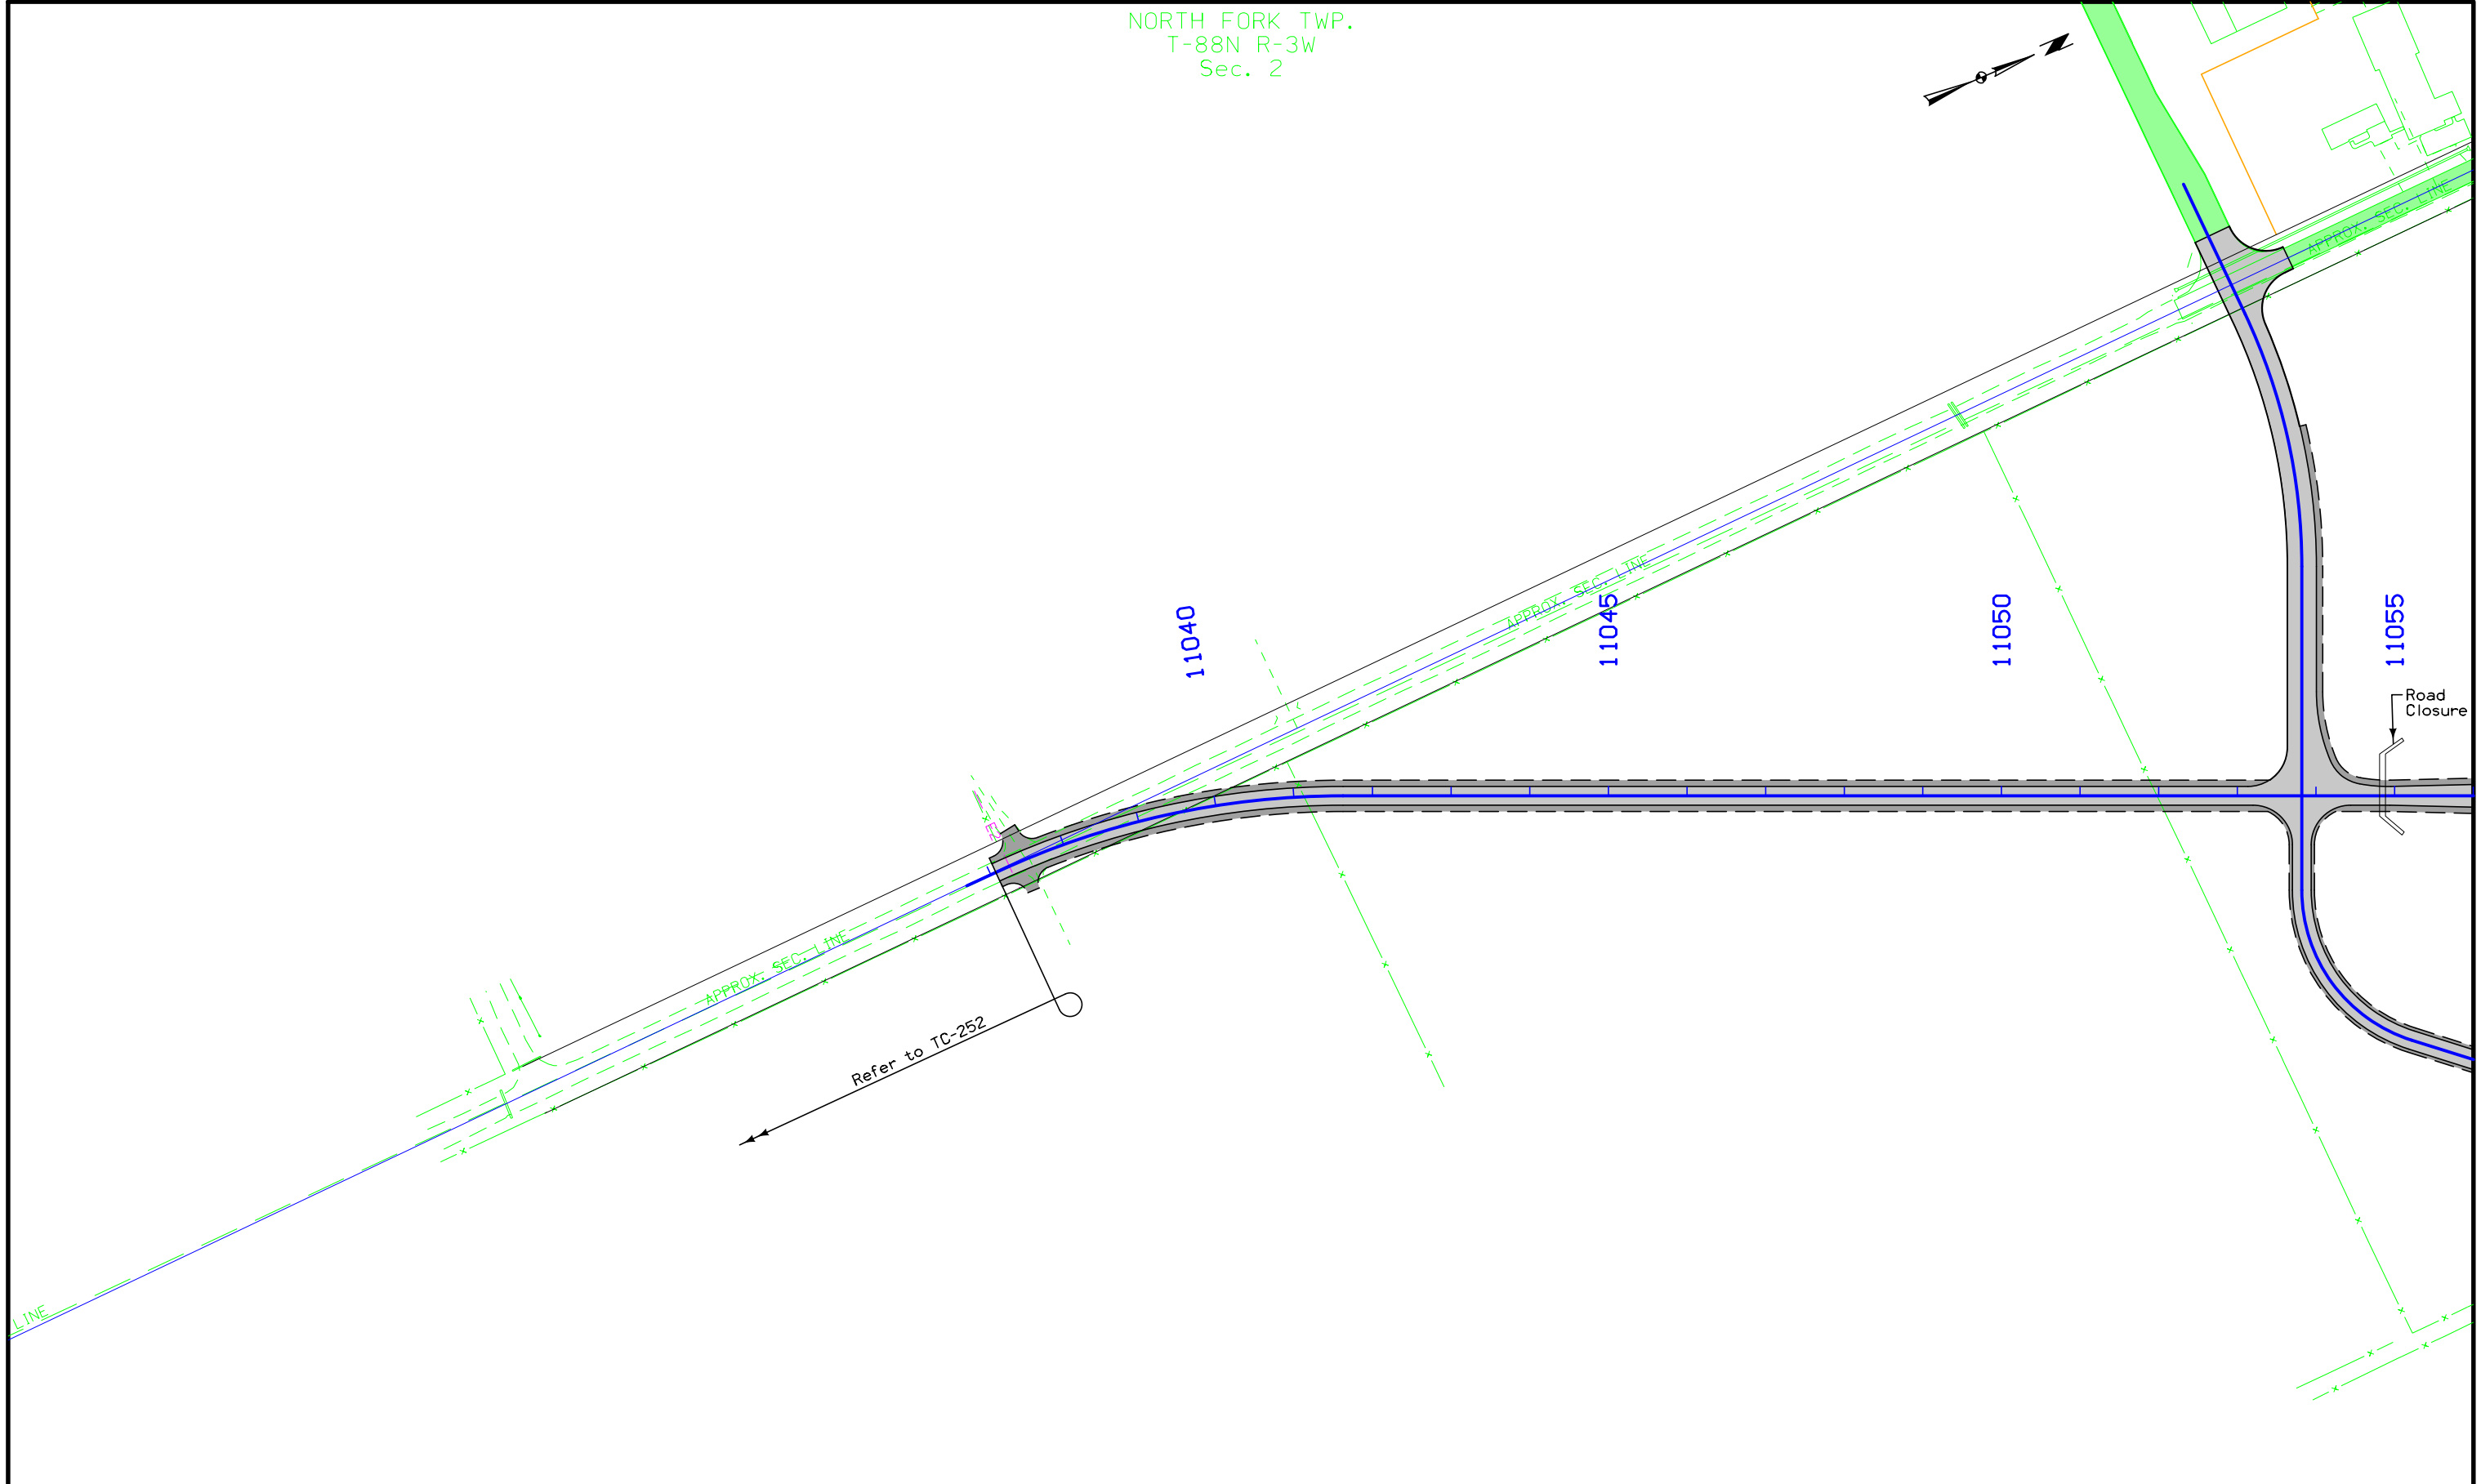 NORTH FORK TWP.
T-88N R-3W
Sec. 2
N
APPROX. SEC. LINE
APPROX. SEC. LINE
11040
11045
11050
11055
Road
Closure
APPROX. SEC. LINE
Refer to TC-252
LINE